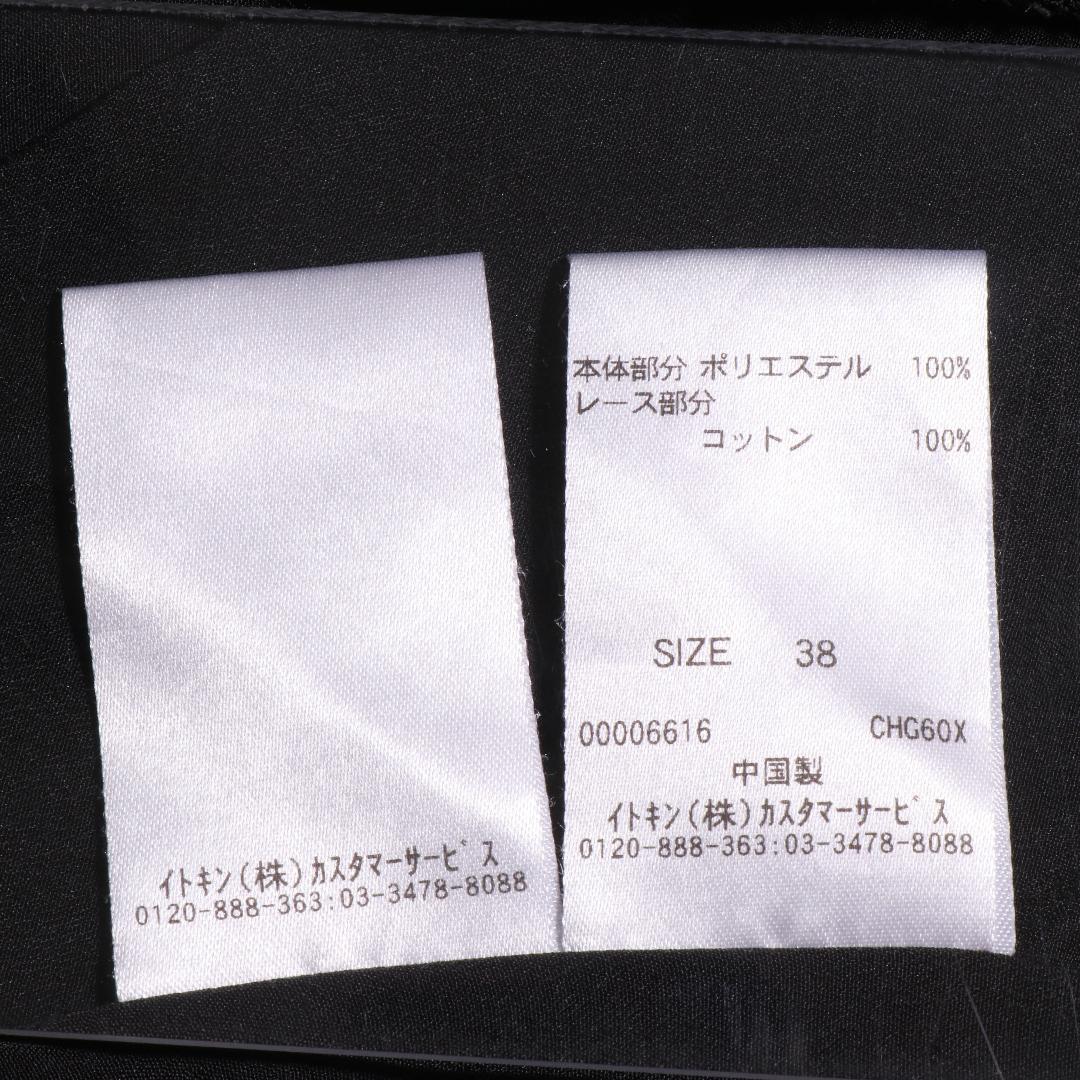 イトキン(株)カスタマーサービス
0120-888-363:03-3478-8088
本体部分 ポリエステル 100%
レース部分
コットン 100%
SIZE 38
00006616 CHG60X
中国製
イトキン(株)カスタマーサービス
0120-888-363:03-3478-8088